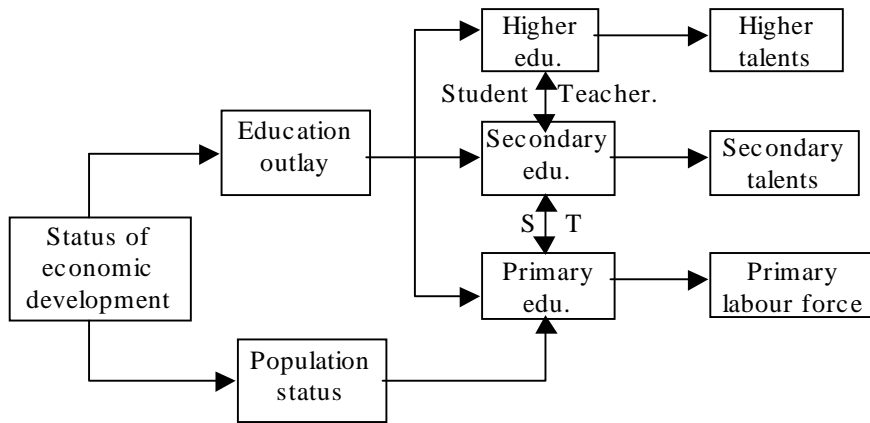 Higher
edu.
Higher
talents
Student Teacher.
Education
outlay
Secondary
edu.
Secondary
talents
S T
Status of
economic
development
Primary
edu.
Primary
labour force
Population
status